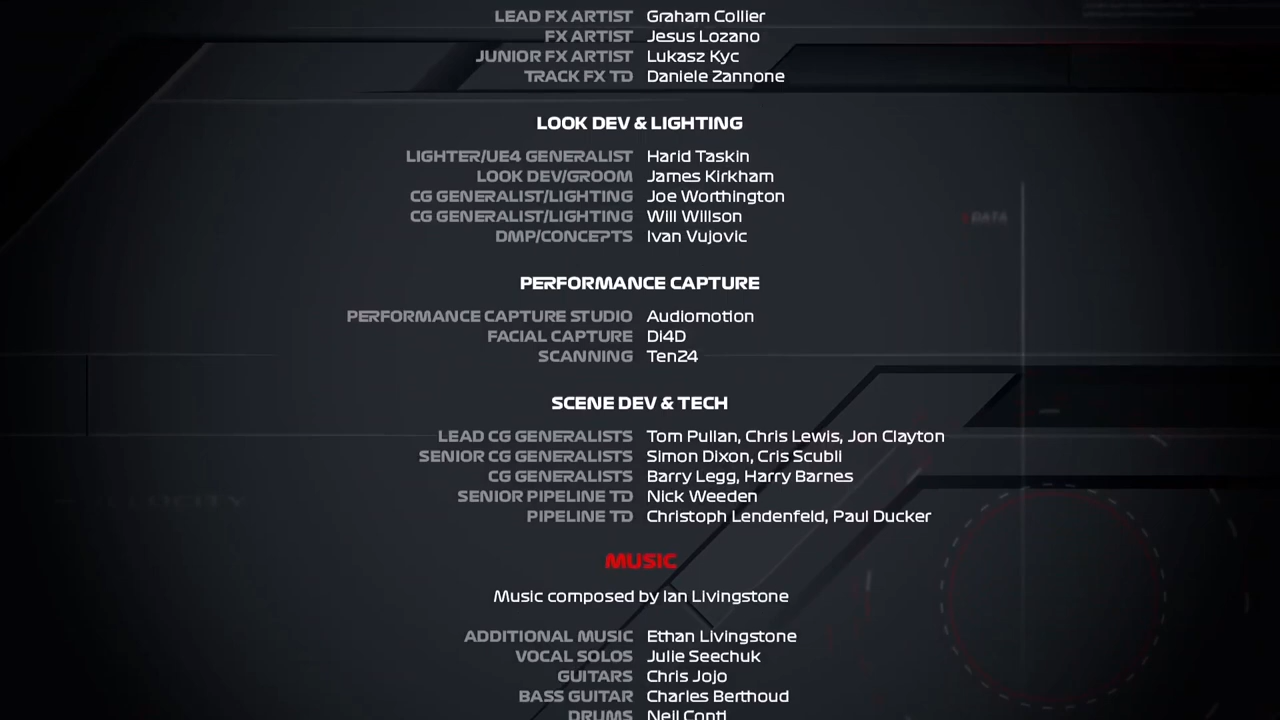 LEAD FX ARTIST Graham Collier
FX ARTIST Jesus Lozano
JUNIOR FX ARTIST Lukasz Kyc
TRACK FX TD Daniele Zannone
LOOK DEV & LIGHTING
LIGHTER/UE4 GENERALIST Harid Taskin
LOOK DEV/GROOM James Kirkham
CG GENERALIST/LIGHTING Joe Worthington
CG GENERALIST/LIGHTING Will Willson
DMP/CONCEPTS Ivan Vujovic
DATA
PERFORMANCE CAPTURE
PERFORMANCE CAPTURE STUDIO Audiomotion
FACIAL CAPTURE Di4D
SCANNING Ten24
SCENE DEV & TECH
LEAD CG GENERALISTS Tom Pullan, Chris Lewis, Jon Clayton
SENIOR CG GENERALISTS Simon Dixon, Cris Scubli
CG GENERALISTS Barry Legg, Harry Barnes
SENIOR PIPELINE TD Nick Weeden
PIPELINE TD Christoph Lendenfeld, Paul Ducker
MUSIC
Music composed by Ian Livingstone
ADDITIONAL MUSIC Ethan Livingstone
VOCAL SOLOS Julie Seechuk
GUITARS Chris Jojo
BASS GUITAR Charles Berthoud
DRUMS Neil Conti